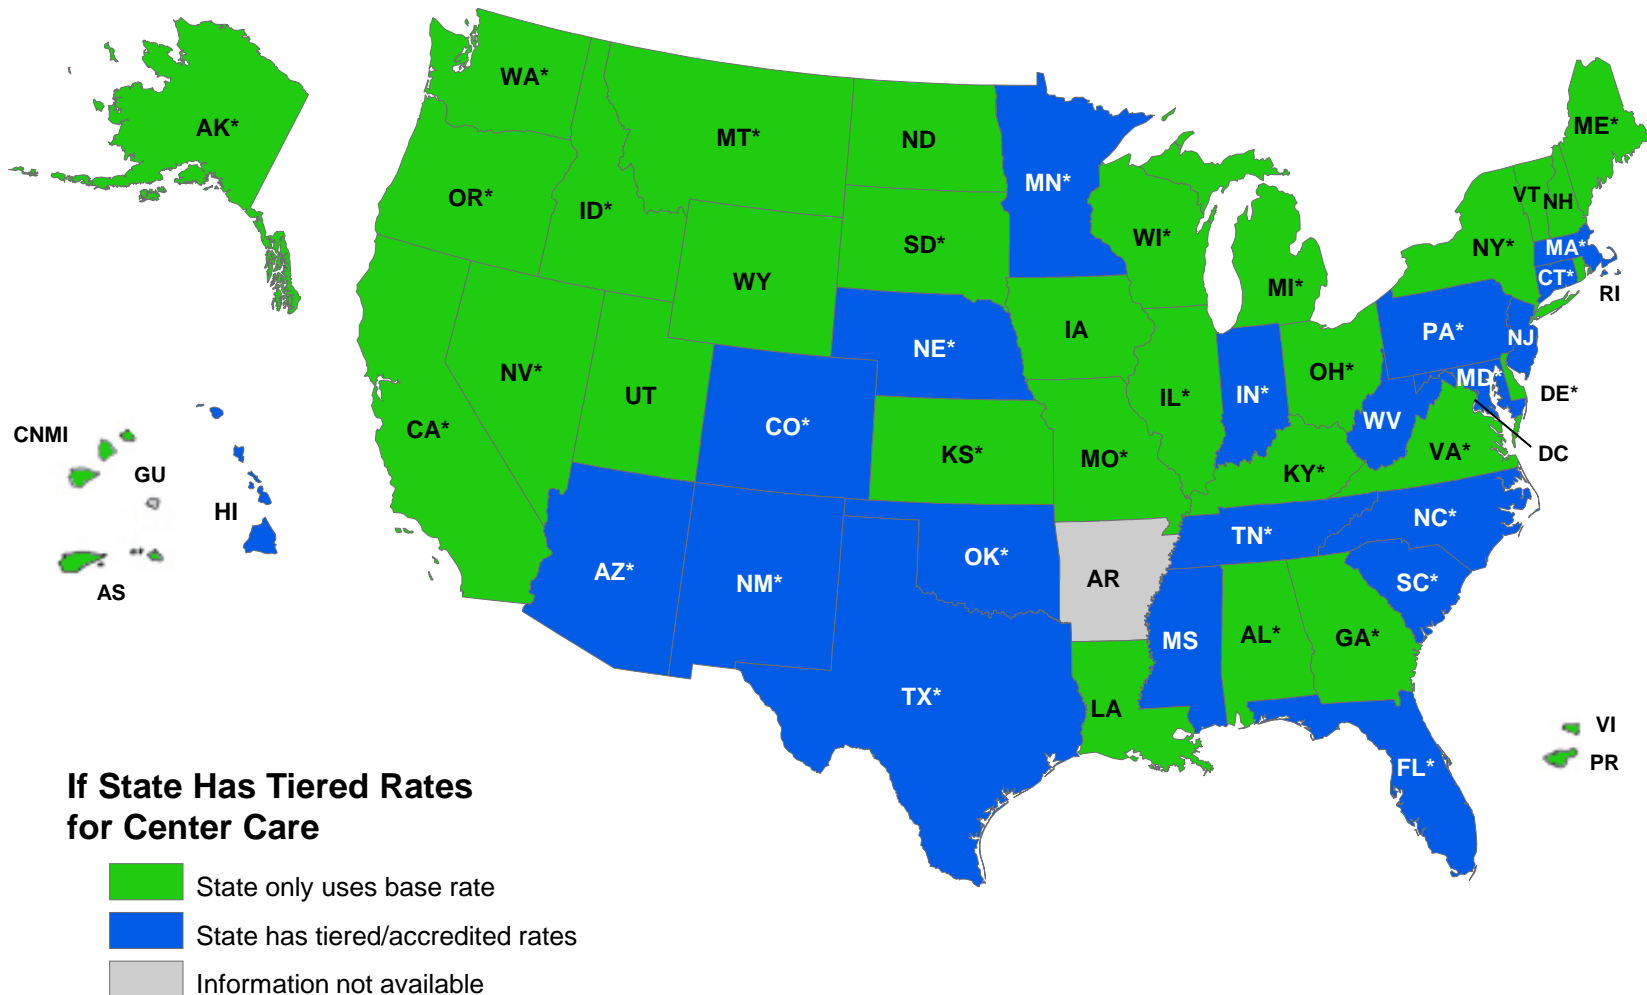 WA*
AK*
MT*
ND
ME*
MN*
OR*
ID*
VT
NH
WI*
SD*
NY*
MA*
CT*
RI
WY
MI*
IA
PA*
NJ
NE*
NV*
OH*
MD*
UT
IL*
IN*
DE*
WV
CNMI
CA*
CO*
KS*
MO*
VA*
DC
GU
KY*
HI
NC*
TN*
OK*
AZ*
NM*
AR
SC*
AS
MS
AL*
GA*
TX*
LA
VI
FL*
PR
If State Has Tiered Rates
for Center Care
State only uses base rate
State has tiered/accredited rates
Information not available